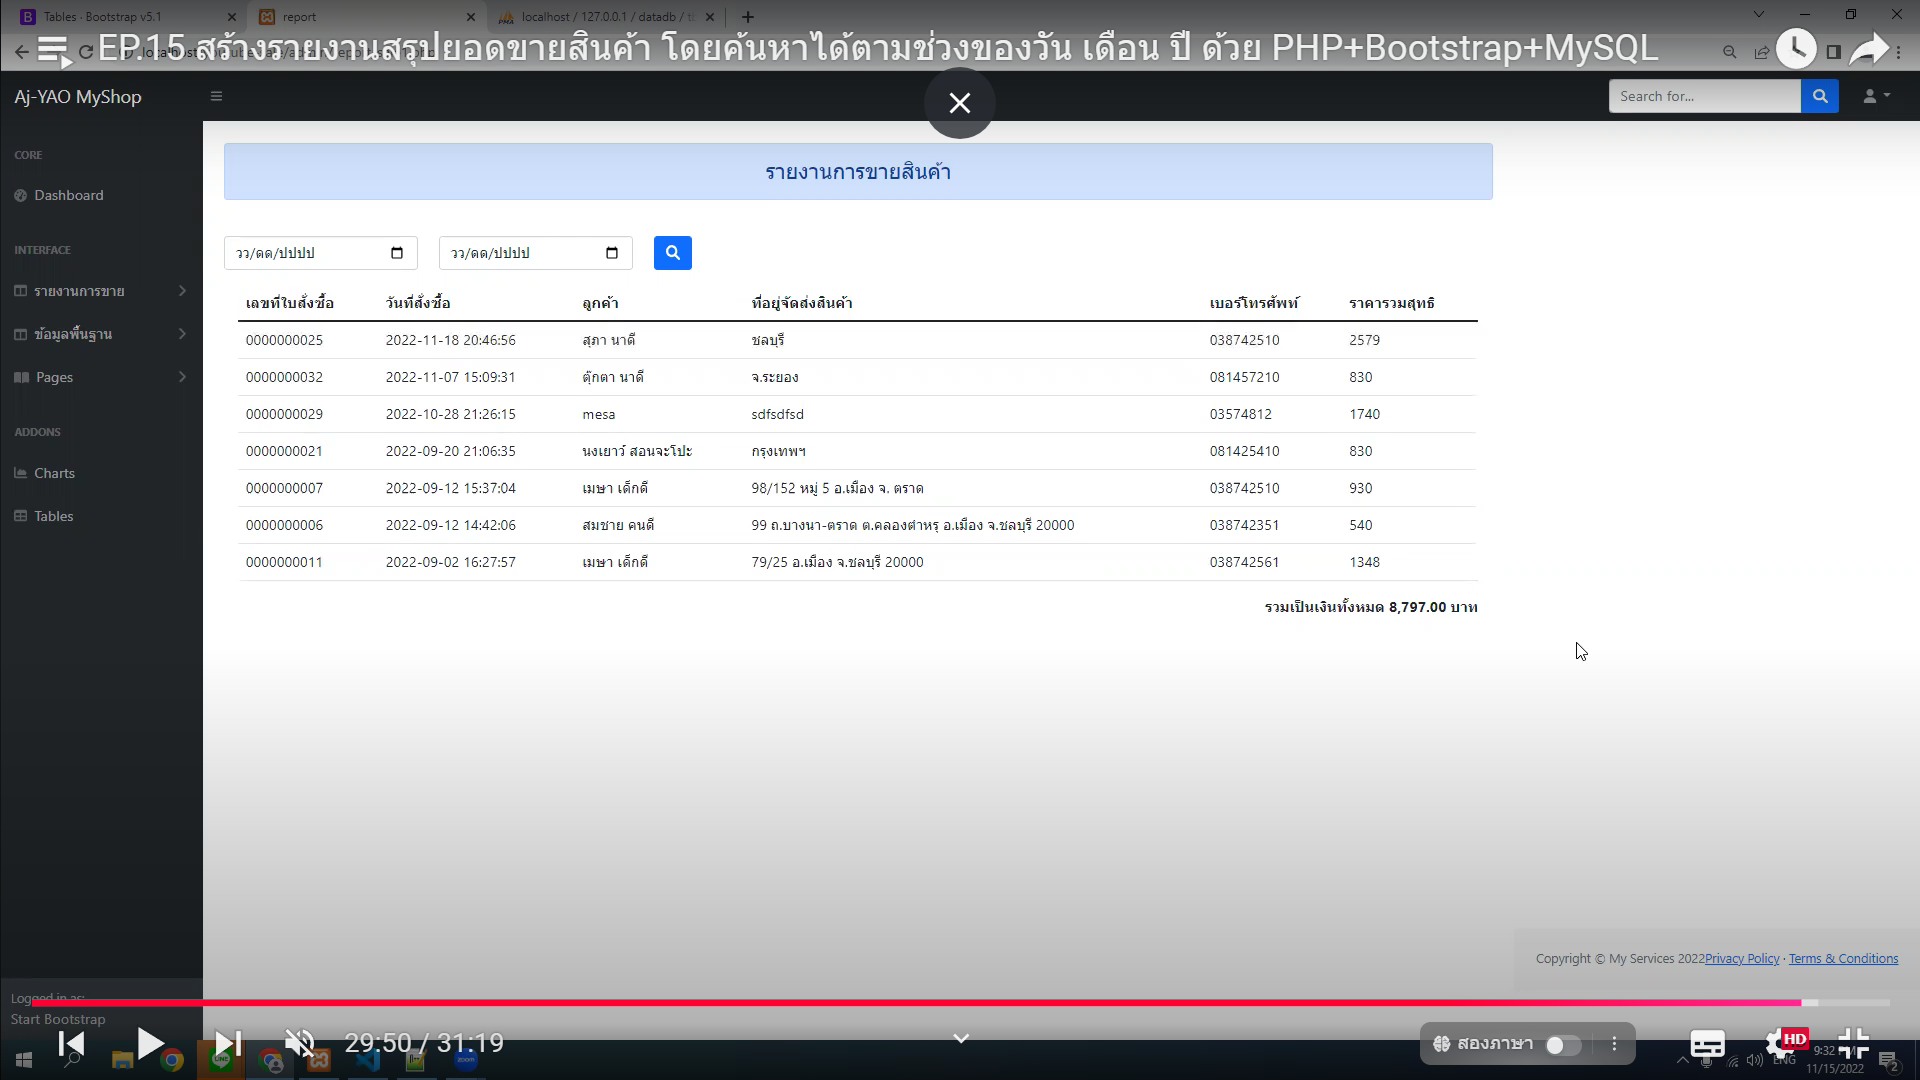 Tables · Bootstrap v5.1
report
localhost / 127.0.0.1 / datadb / t
EP.15 สร้างรายงานสรุปยอดขายสินค้า โดยค้นหาได้ตามช่วงของวัน เดือน ปี ด้วย PHP+Bootstrap+MySQL
Aj-YAO MyShop
Search for...
CORE
Dashboard
INTERFACE
รายงานการขาย
ข้อมูลพื้นฐาน
Pages
ADDONS
Charts
Tables
รายงานการขายสินค้า
วว/ดด/ปปปป วว/ดด/ปปปป
เลขที่ใบสั่งซื้อ วันที่สั่งซื้อ ลูกค้า ที่อยู่จัดส่งสินค้า เบอร์โทรศัพท์ ราคารวมสุทธิ
0000000025 2022-11-18 20:46:56 สุภา นาดี ชลบุรี 038742510 2579
0000000032 2022-11-07 15:09:31 ตุ๊กตา นาดี จ.ระยอง 081457210 830
0000000029 2022-10-28 21:26:15 mesa sdfsdfsd 03574812 1740
0000000021 2022-09-20 21:06:35 นงเยาว์ สอนจะโปะ กรุงเทพฯ 081425410 830
0000000007 2022-09-12 15:37:04 เมษา เด็กดี 98/152 หมู่ 5 อ.เมือง จ. ตราด 038742510 930
0000000006 2022-09-12 14:42:06 สมชาย คนดี 99 ถ.บางนา-ตราด ต.คลองตำหรุ อ.เมือง จ.ชลบุรี 20000 038742351 540
0000000011 2022-09-02 16:27:57 เมษา เด็กดี 79/25 อ.เมือง จ.ชลบุรี 20000 038742561 1348
รวมเป็นเงินทั้งหมด 8,797.00 บาท
Copyright © My Services 2022Privacy Policy · Terms & Conditions
Logged in as:
Start Bootstrap
29:50 / 31:19
สองภาษา
HD
ENG
9:32
11/15/2022
2